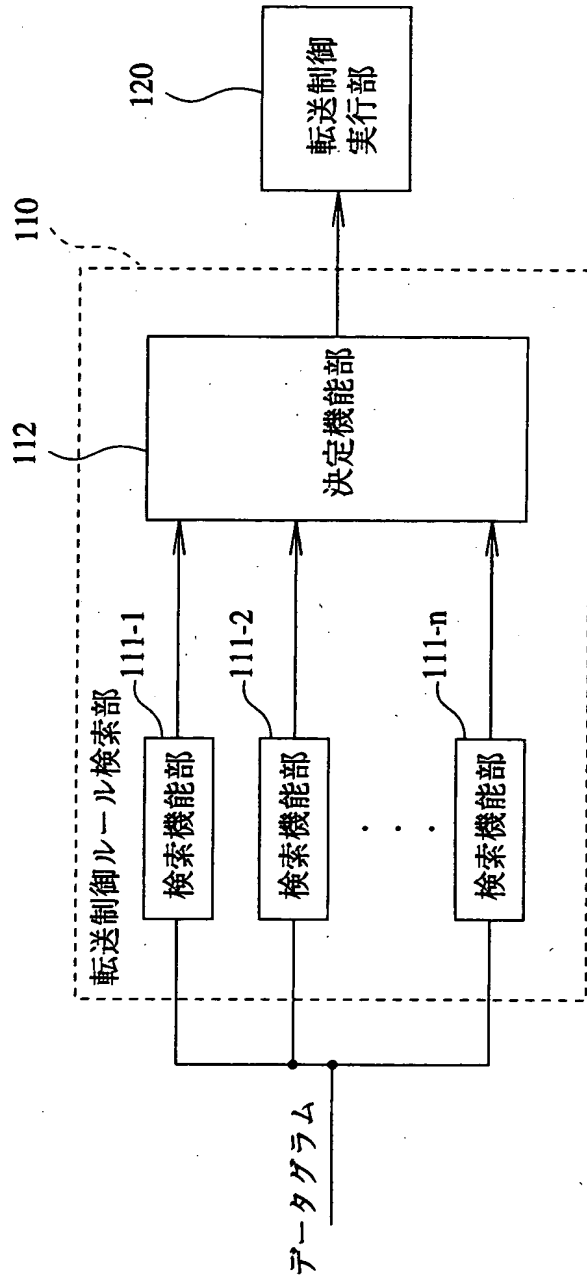 データグラム
転送制御ルール検索部
110
検索機能部
111-1
検索機能部
111-2
検索機能部
111-n
決定機能部
112
転送制御
実行部
120